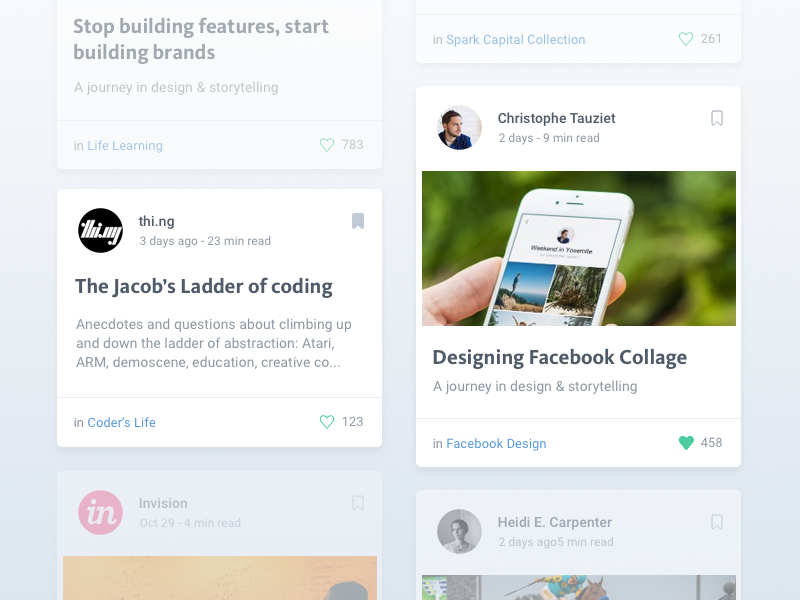 Stop building features, start
building brands
A journey in design & storytelling
in Life Learning
783
thi.ng
thi.ng
3 days ago - 23 min read
The Jacob’s Ladder of coding
Anecdotes and questions about climbing up
and down the ladder of abstraction: Atari,
ARM, demoscene, education, creative co...
in Coder’s Life
123
in
Invision
Oct 29 - 4 min read
in Spark Capital Collection
261
Christophe Tauziet
2 days - 9 min read
Weekend in Yosemite
Designing Facebook Collage
A journey in design & storytelling
in Facebook Design
458
Heidi E. Carpenter
2 days ago5 min read